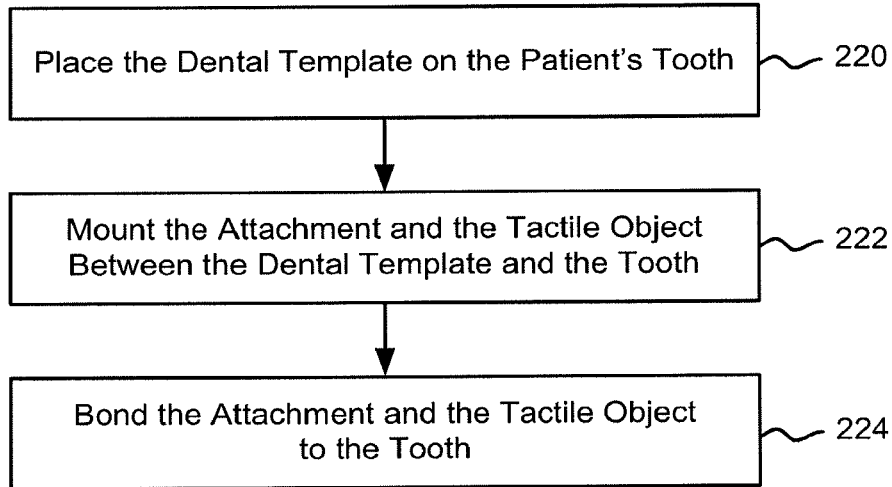 Place the Dental Template on the Patient's Tooth
220
Mount the Attachment and the Tactile Object
Between the Dental Template and the Tooth
222
Bond the Attachment and the Tactile Object
to the Tooth
224